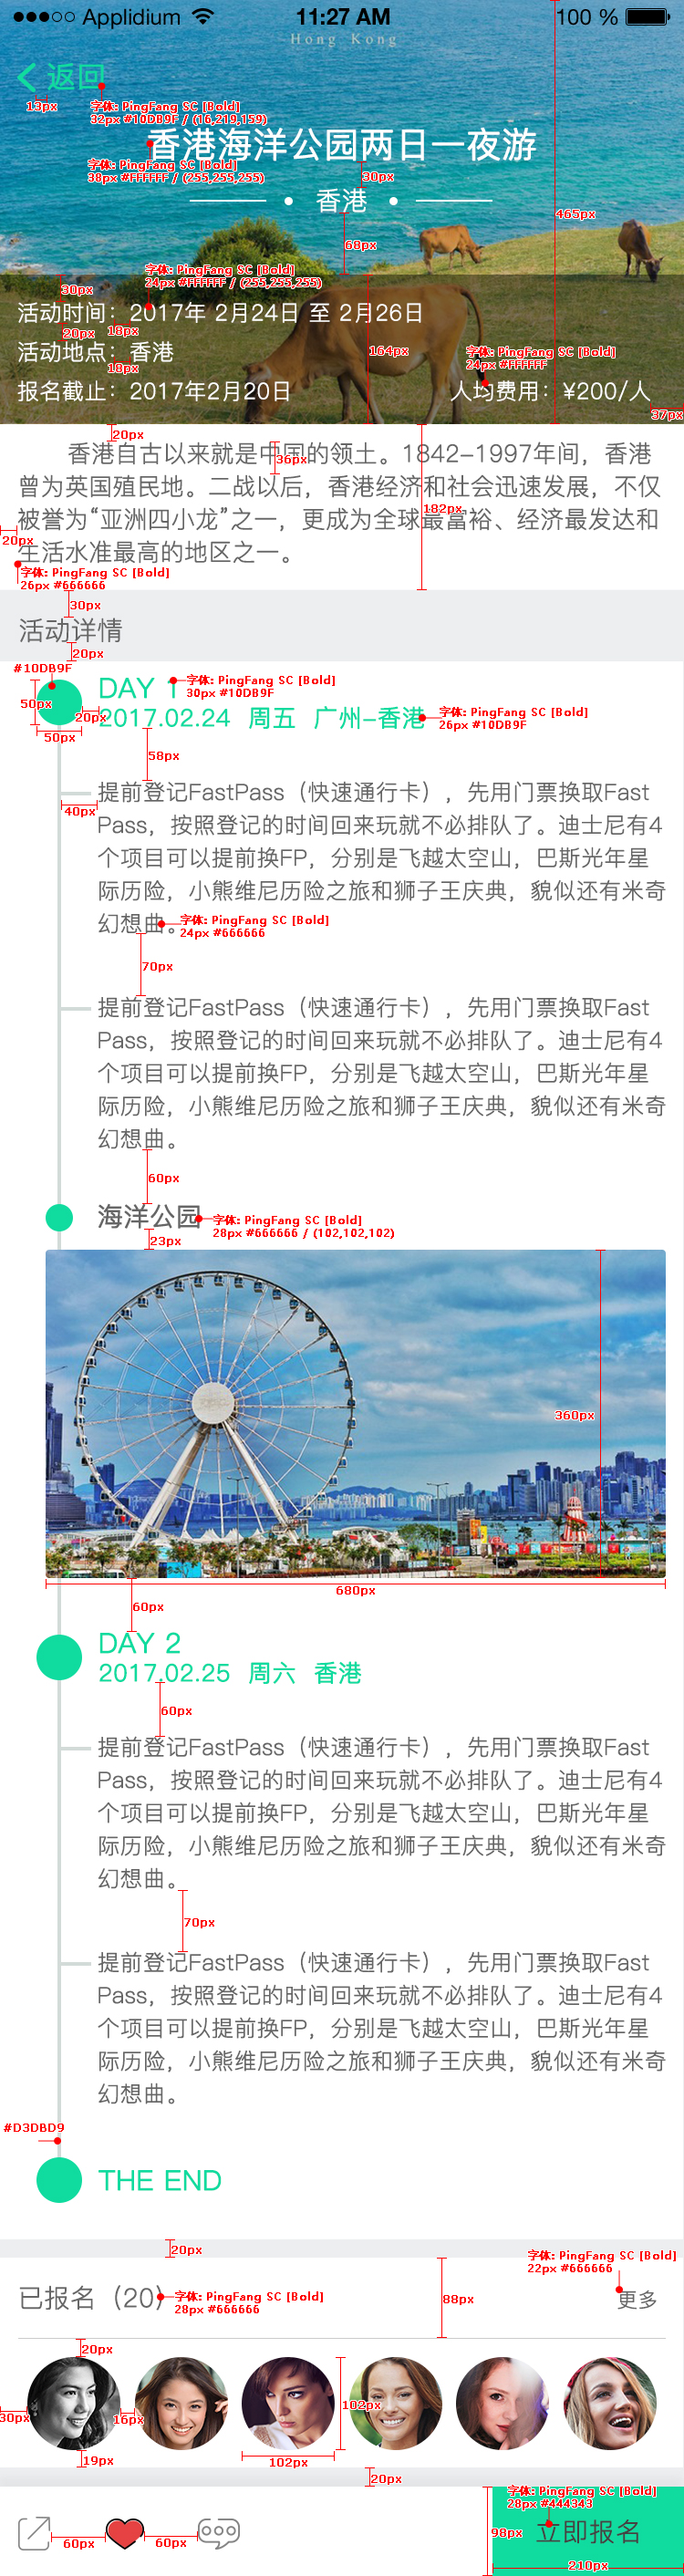 Applidium 11:27 AM 100 %
Hong Kong
返回
13px
字体: PingFang SC [Bold]
32px #10DB9F / (16,219,159)
香港海洋公园两日一夜游
字体: PingFang SC [Bold]
38px #FFFFFF / (255,255,255)
30px
香港
465px
68px
字体: PingFang SC [Bold]
24px #FFFFFF / (255,255,255)
30px
活动时间：2017年 2月24日 至 2月26日
20px 18px
活动地点：香港
164px
字体: PingFang SC [Bold]
24px #FFFFFF
18px
报名截止：2017年2月20日 人均费用：¥200/人
37px
20px
香港自古以来就是中国的领土。1842-1997年间，香港
36px
曾为英国殖民地。二战以后，香港经济和社会迅速发展，不仅
182px
被誉为“亚洲四小龙”之一，更成为全球最富裕、经济最发达和
20px
生活水准最高的地区之一。
字体: PingFang SC [Bold]
26px #666666
30px
活动详情
20px
#10DB9F
DAY 1
字体: PingFang SC [Bold]
30px #10DB9F
50px
20px
2017.02.24 周五 广州-香港
字体: PingFang SC [Bold]
26px #10DB9F
50px
58px
提前登记FastPass（快速通行卡），先用门票换取Fast
40px
Pass，按照登记的时间回来玩就不必排队了。迪士尼有4
个项目可以提前换FP，分别是飞越太空山，巴斯光年星
际历险，小熊维尼历险之旅和狮子王庆典，貌似还有米奇
幻想曲。
字体: PingFang SC [Bold]
24px #666666
70px
提前登记FastPass（快速通行卡），先用门票换取Fast
Pass，按照登记的时间回来玩就不必排队了。迪士尼有4
个项目可以提前换FP，分别是飞越太空山，巴斯光年星
际历险，小熊维尼历险之旅和狮子王庆典，貌似还有米奇
幻想曲。
60px
海洋公园
字体: PingFang SC [Bold]
28px #666666 / (102,102,102)
23px
360px
680px
60px
DAY 2
2017.02.25 周六 香港
60px
提前登记FastPass（快速通行卡），先用门票换取Fast
Pass，按照登记的时间回来玩就不必排队了。迪士尼有4
个项目可以提前换FP，分别是飞越太空山，巴斯光年星
际历险，小熊维尼历险之旅和狮子王庆典，貌似还有米奇
幻想曲。
70px
提前登记FastPass（快速通行卡），先用门票换取Fast
Pass，按照登记的时间回来玩就不必排队了。迪士尼有4
个项目可以提前换FP，分别是飞越太空山，巴斯光年星
际历险，小熊维尼历险之旅和狮子王庆典，貌似还有米奇
幻想曲。
#D3DBD9
THE END
20px
字体: PingFang SC [Bold]
22px #666666
已报名（20）
字体: PingFang SC [Bold]
28px #666666
88px
更多
20px
102px
30px
16px
19px
102px
20px
字体: PingFang SC [Bold]
28px #444343
98px
立即报名
60px
60px
210px